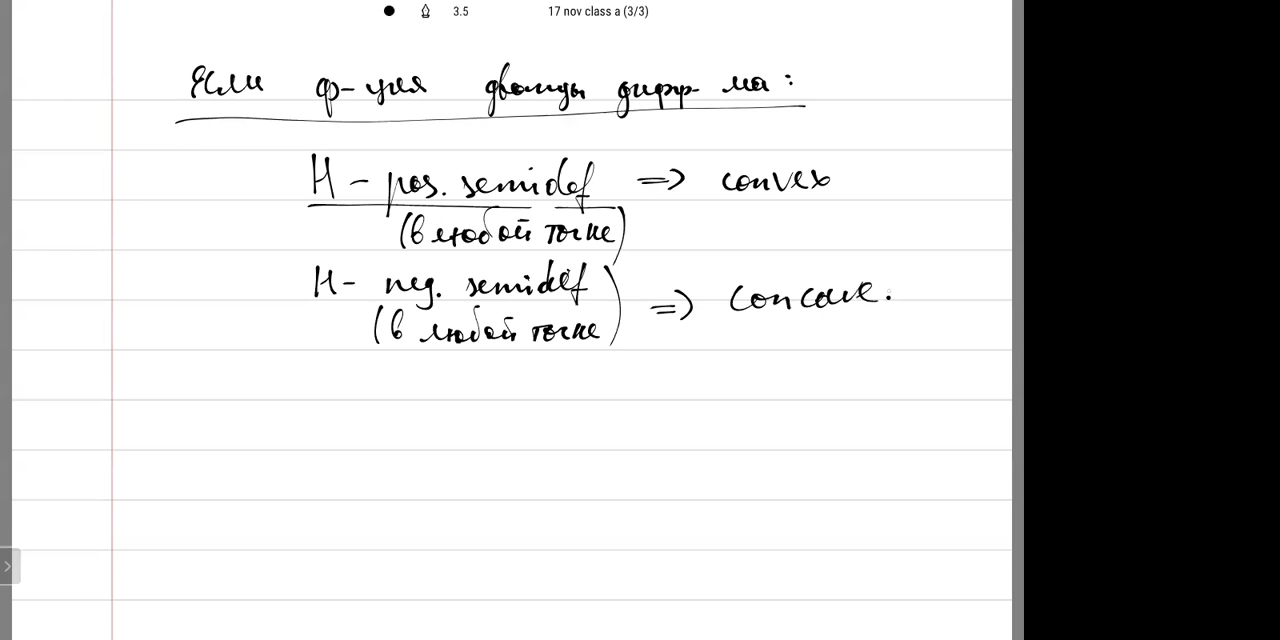 3.5 17 nov class a (3/3)
Если ф-ция дважды дифф-ма:
H - pos. semidef => convex
(в любой точке)
H - neg. semidef => concave.
(в любой точке)